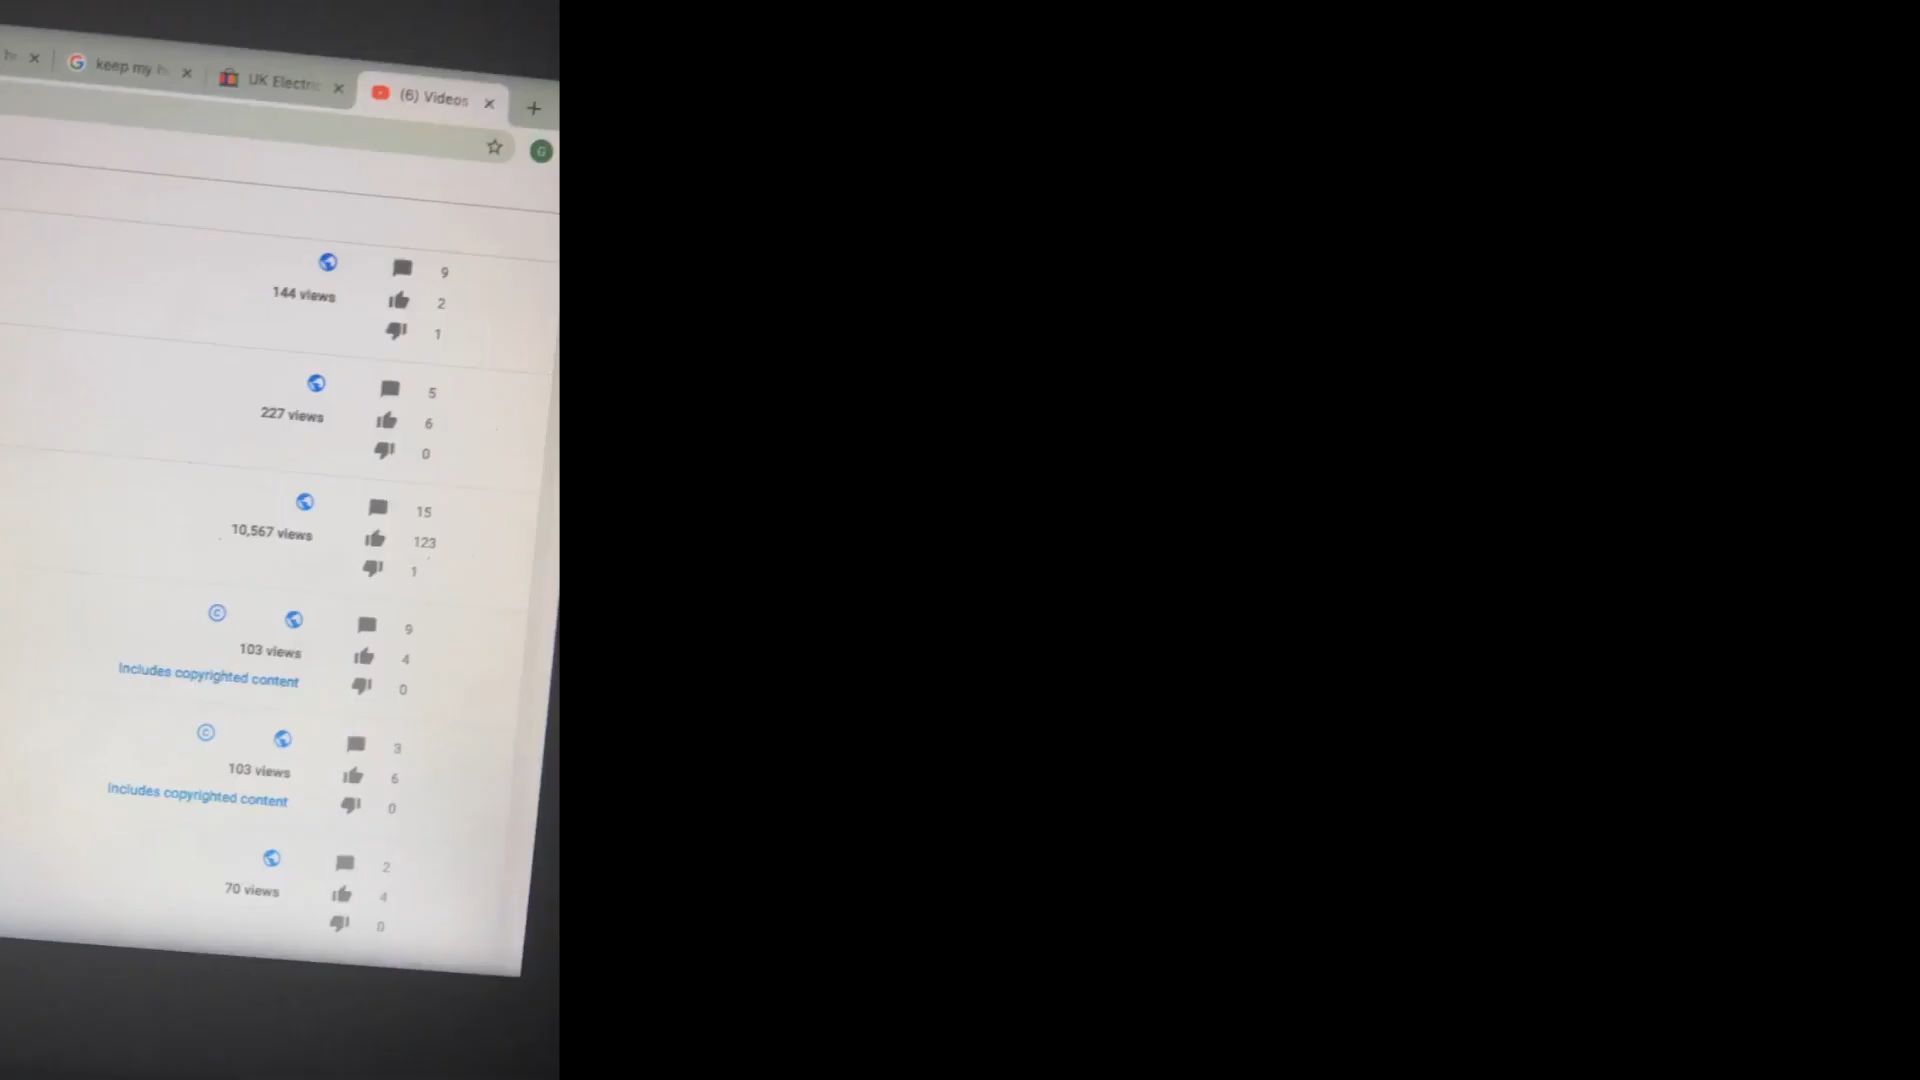 keep my h
UK Electric
(6) Videos
G
9
144 views
2
1
5
227 views
6
0
15
10,567 views
123
1
9
103 views
4
Includes copyrighted content
0
3
103 views
6
Includes copyrighted content
0
2
70 views
4
0